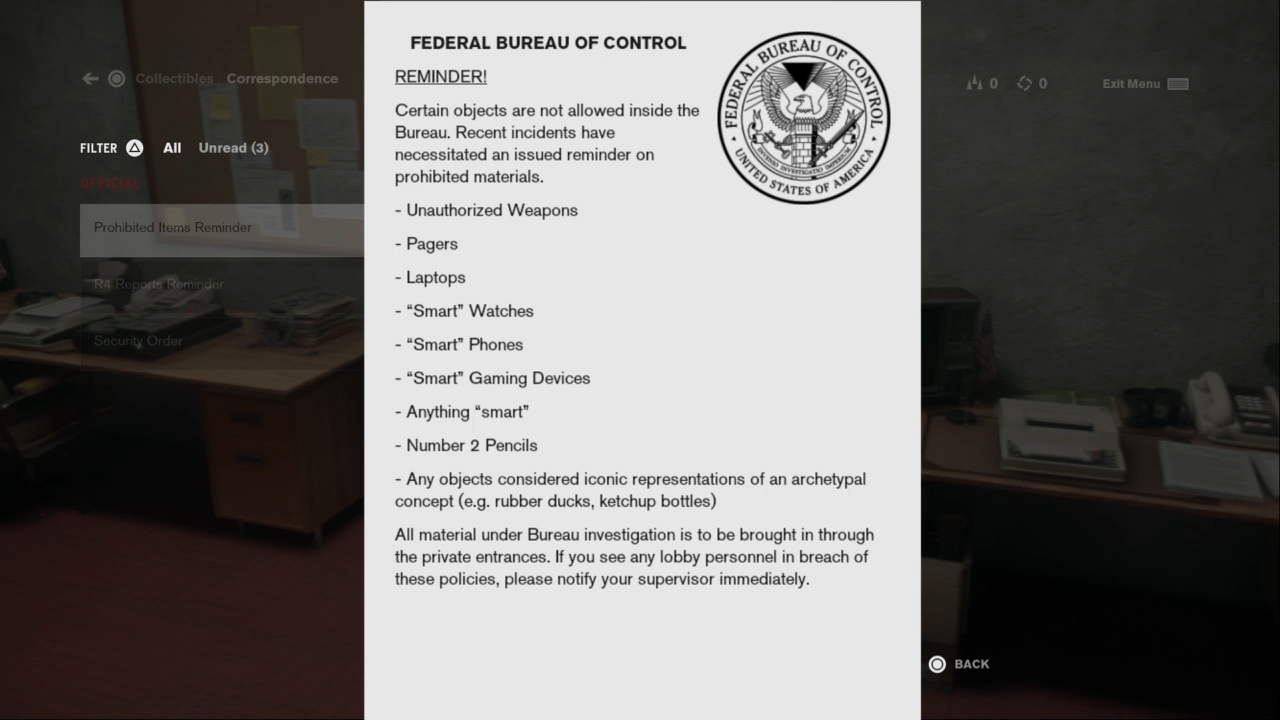 FEDERAL BUREAU OF CONTROL
REMINDER!
Certain objects are not allowed inside the
Bureau. Recent incidents have
necessitated an issued reminder on
prohibited materials.
- Unauthorized Weapons
- Pagers
- Laptops
- “Smart” Watches
- “Smart” Phones
- “Smart” Gaming Devices
- Anything “smart”
- Number 2 Pencils
- Any objects considered iconic representations of an archetypal
concept (e.g. rubber ducks, ketchup bottles)
All material under Bureau investigation is to be brought in through
the private entrances. If you see any lobby personnel in breach of
these policies, please notify your supervisor immediately.
FEDERAL BUREAU OF CONTROL
UNITED STATES OF AMERICA
Collectibles Correspondence
FILTER All Unread (3)
OFFICIAL
Prohibited Items Reminder
R4 Reports Reminder
Security Order
0 0 Exit Menu
BACK